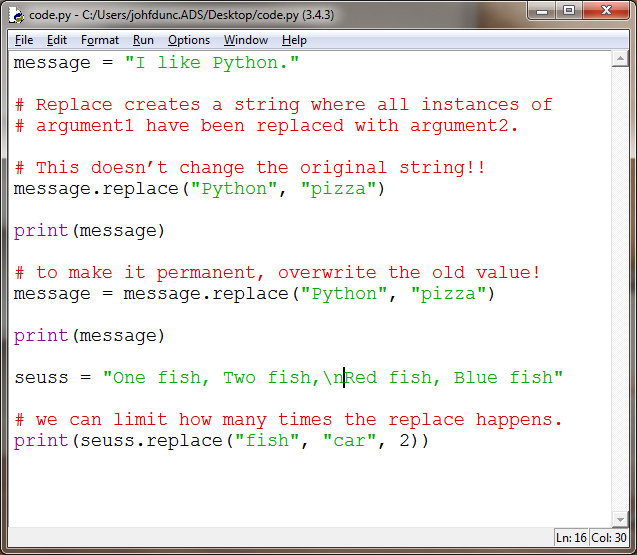 code.py - C:/Users/johfdunc.ADS/Desktop/code.py (3.4.3)
File Edit Format Run Options Window Help
message = "I like Python."
# Replace creates a string where all instances of
# argument1 have been replaced with argument2.
# This doesn’t change the original string!!
message.replace("Python", "pizza")
print(message)
# to make it permanent, overwrite the old value!
message = message.replace("Python", "pizza")
print(message)
seuss = "One fish, Two fish,\nRed fish, Blue fish"
# we can limit how many times the replace happens.
print(seuss.replace("fish", "car", 2))
Ln: 16 Col: 30